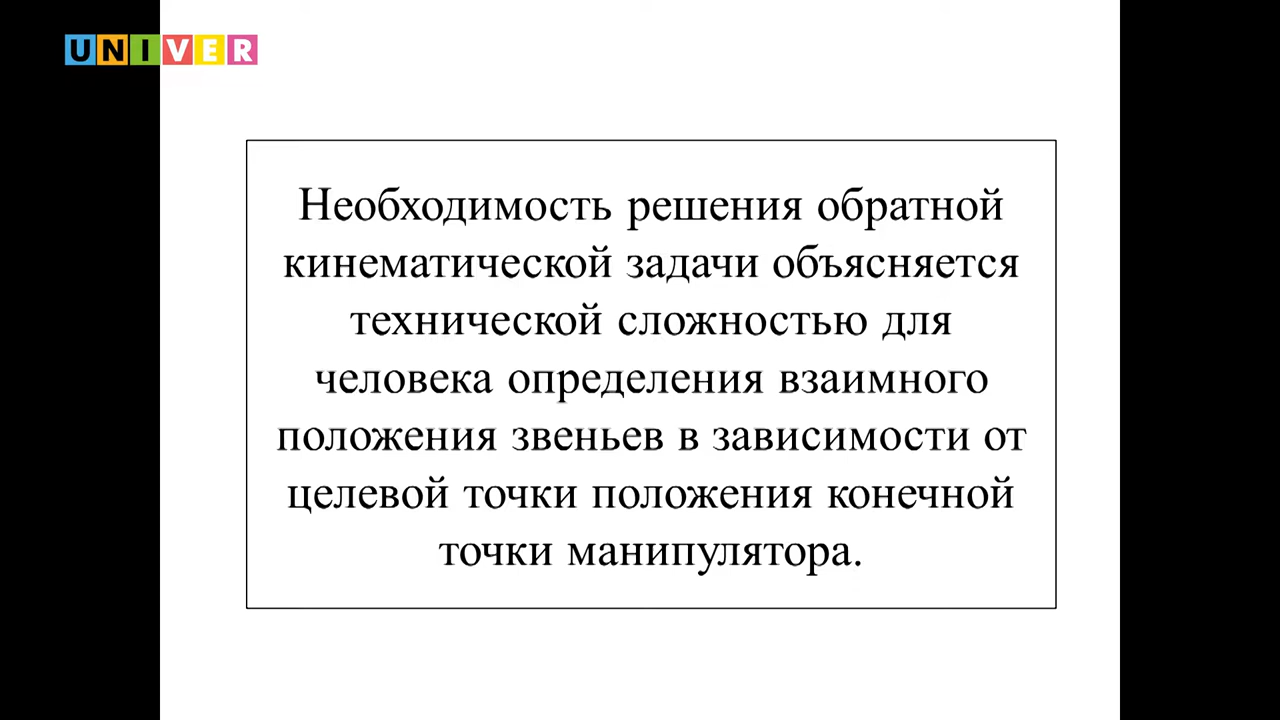 UNIVER
Необходимость решения обратной
кинематической задачи объясняется
технической сложностью для
человека определения взаимного
положения звеньев в зависимости от
целевой точки положения конечной
точки манипулятора.